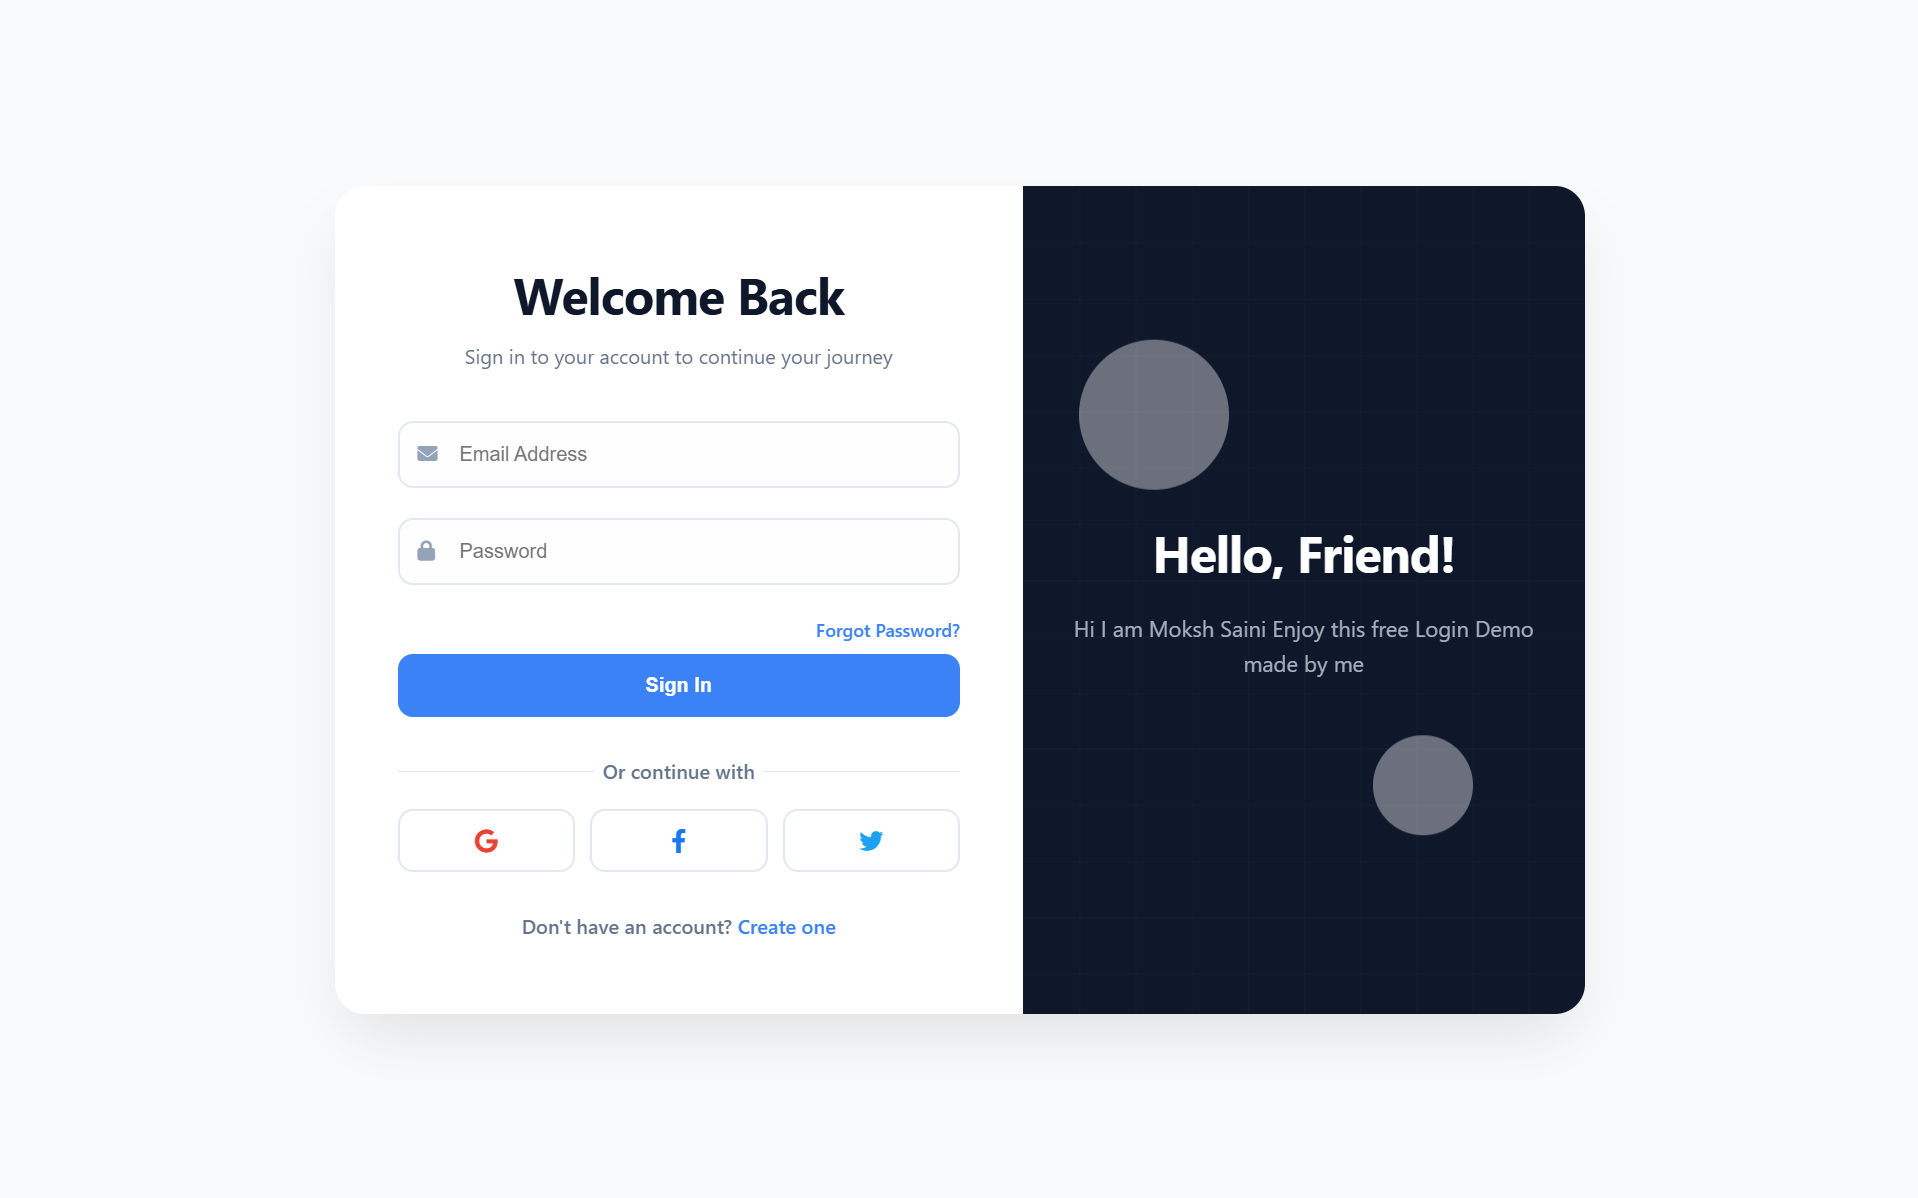 Welcome Back
Sign in to your account to continue your journey
Email Address
Password
Forgot Password?
Sign In
Or continue with
Don't have an account? Create one
Hello, Friend!
Hi I am Moksh Saini Enjoy this free Login Demo
made by me